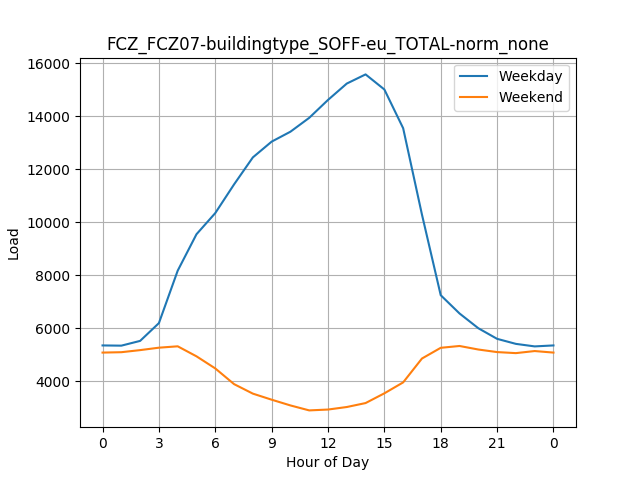 FCZ_FCZ07-buildingtype_SOFF-eu_TOTAL-norm_none
16000
14000
12000
10000
8000
6000
4000
Load
Weekday
Weekend
0 3 6 9 12 15 18 21 0
Hour of Day